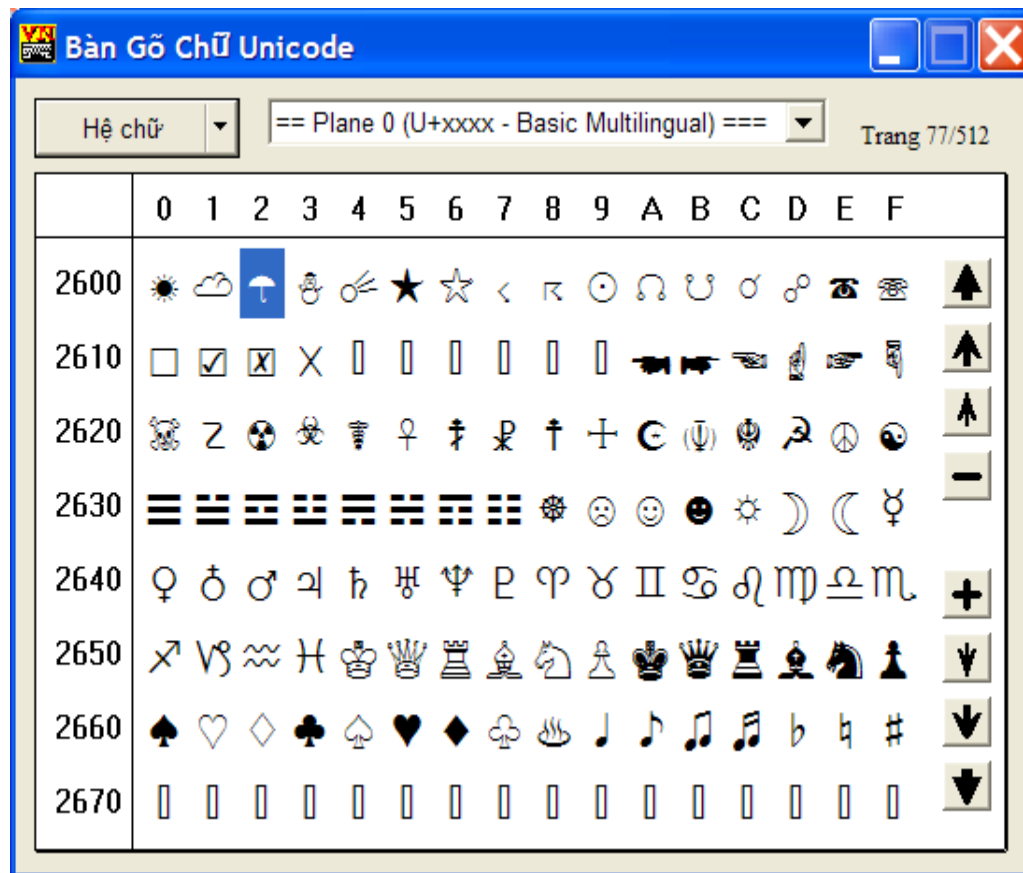 VN
Bàn Gõ Chữ Unicode
Hệ chữ
== Plane 0 (U+xxxx - Basic Multilingual) ===
Trang 77/512
0 1 2 3 4 5 6 7 8 9 A B C D E F
2600 ☀ ☁ ☂ ☃ ☄ ★ ☆ ☇ ☈ ☉ ☊ ☋ ☌ ☍ ☎ ☏
2610 ☐ ☑ ☒ ☓ ▯ ▯ ▯ ▯ ▯ ▯ ☚ ☛ ☜ ☝ ☞ ☟
2620 ☠ ☡ ☢ ☣ ☤ ☥ ☦ ☧ ☨ ☩ ☪ ☫ ☬ ☭ ☮ ☯
2630 ☰ ☱ ☲ ☳ ☴ ☵ ☶ ☷ ☸ ☹ ☺ ☻ ☼ ☽ ☾ ☿
2640 ♀ ♁ ♂ ♃ ♄ ♅ ♆ ♇ ♈ ♉ ♊ ♋ ♌ ♍ ♎ ♏
2650 ♐ ♑ ♒ ♓ ♔ ♕ ♖ ♗ ♘ ♙ ♚ ♛ ♜ ♝ ♞ ♟
2660 ♠ ♡ ♢ ♣ ♤ ♥ ♦ ♧ ♨ ♩ ♪ ♫ ♬ ♭ ♮ ♯
2670 ▯ ▯ ▯ ▯ ▯ ▯ ▯ ▯ ▯ ▯ ▯ ▯ ▯ ▯ ▯ ▯